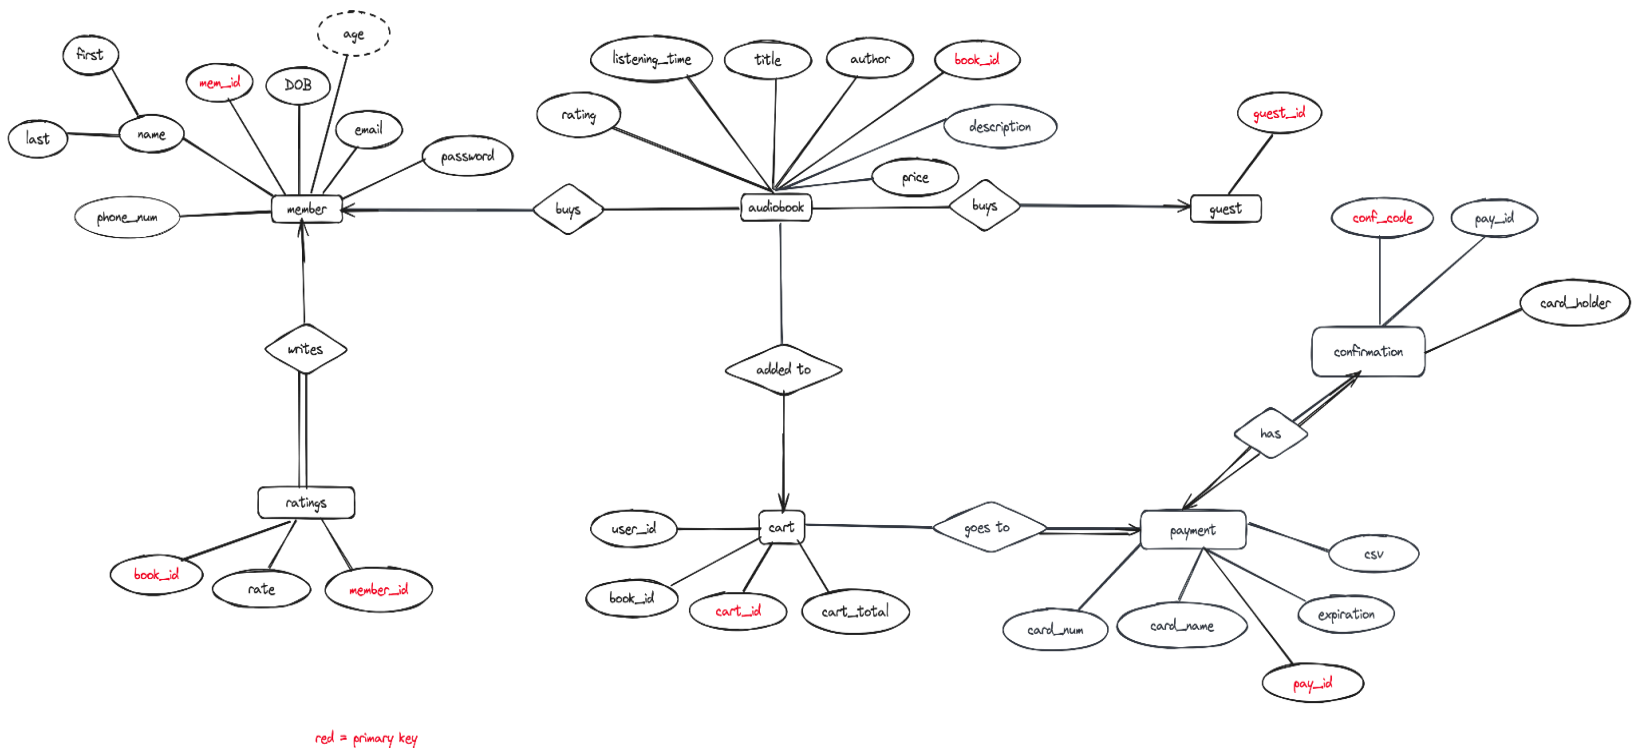 age
first
mem_id
DOB
name
last
email
password
phone_num
member
listening_time
title
author
book_id
rating
description
price
buys
audiobook
buys
guest_id
guest
conf_code
pay_id
card_holder
confirmation
writes
added to
has
ratings
book_id
rate
member_id
user_id
cart
goes to
payment
csv
book_id
cart_id
cart_total
card_num
card_name
expiration
pay_id
red = primary key